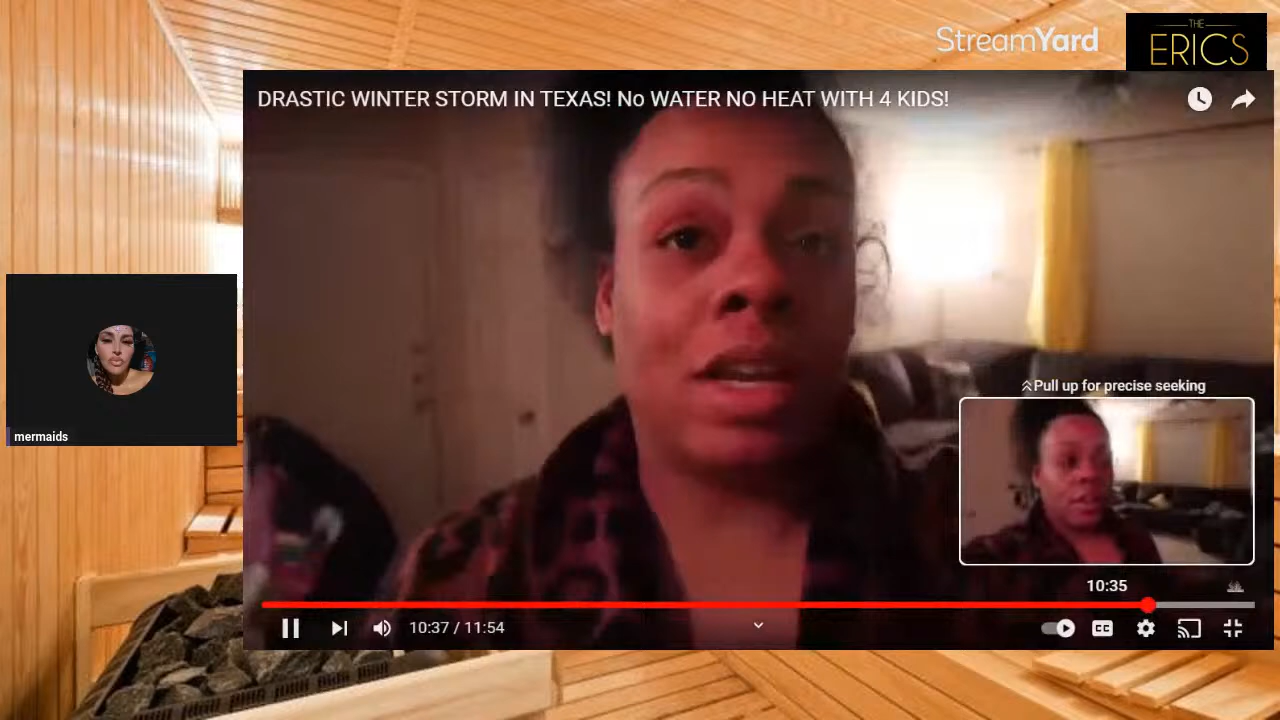 StreamYard
THE
ERICS
DRASTIC WINTER STORM IN TEXAS! No WATER NO HEAT WITH 4 KIDS!
Pull up for precise seeking
mermaids
10:35
10:37 / 11:54
CC